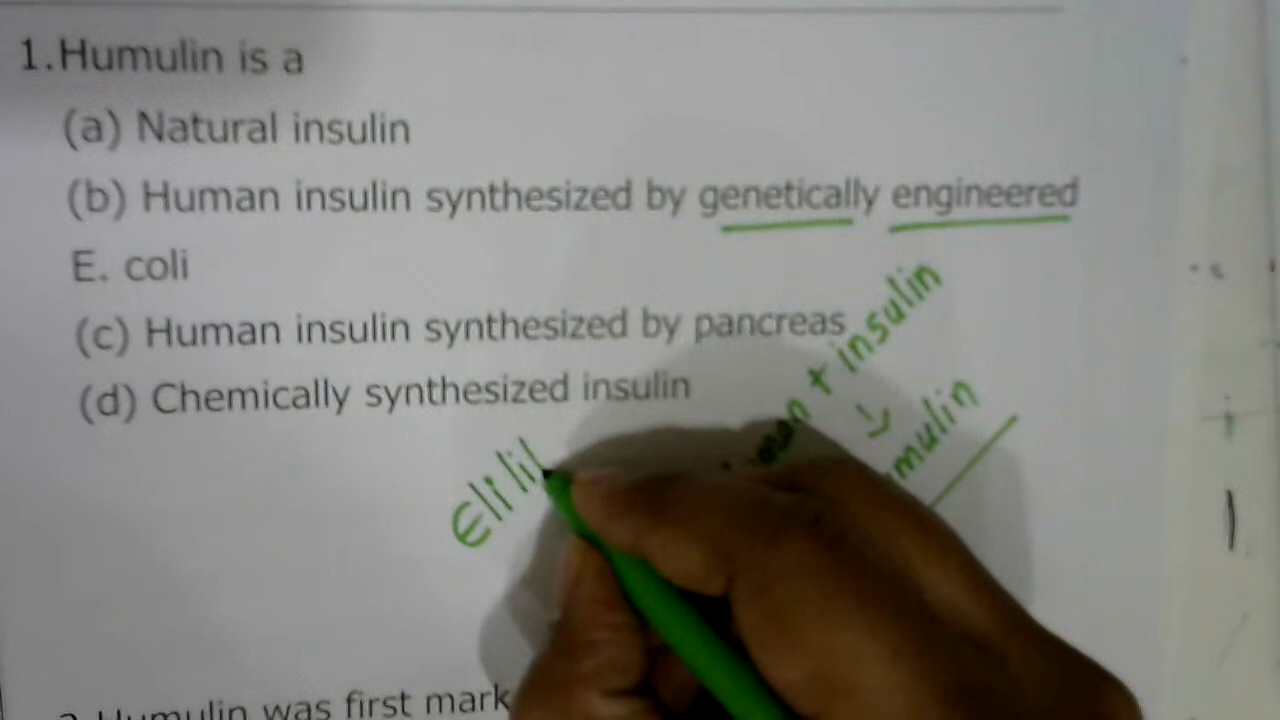 1.Humulin is a
(a) Natural insulin
(b) Human insulin synthesized by genetically engineered
E. coli
(c) Human insulin synthesized by pancreas
(d) Chemically synthesized insulin
+ insulin
mulin
Eli lil
Humulin was first mark